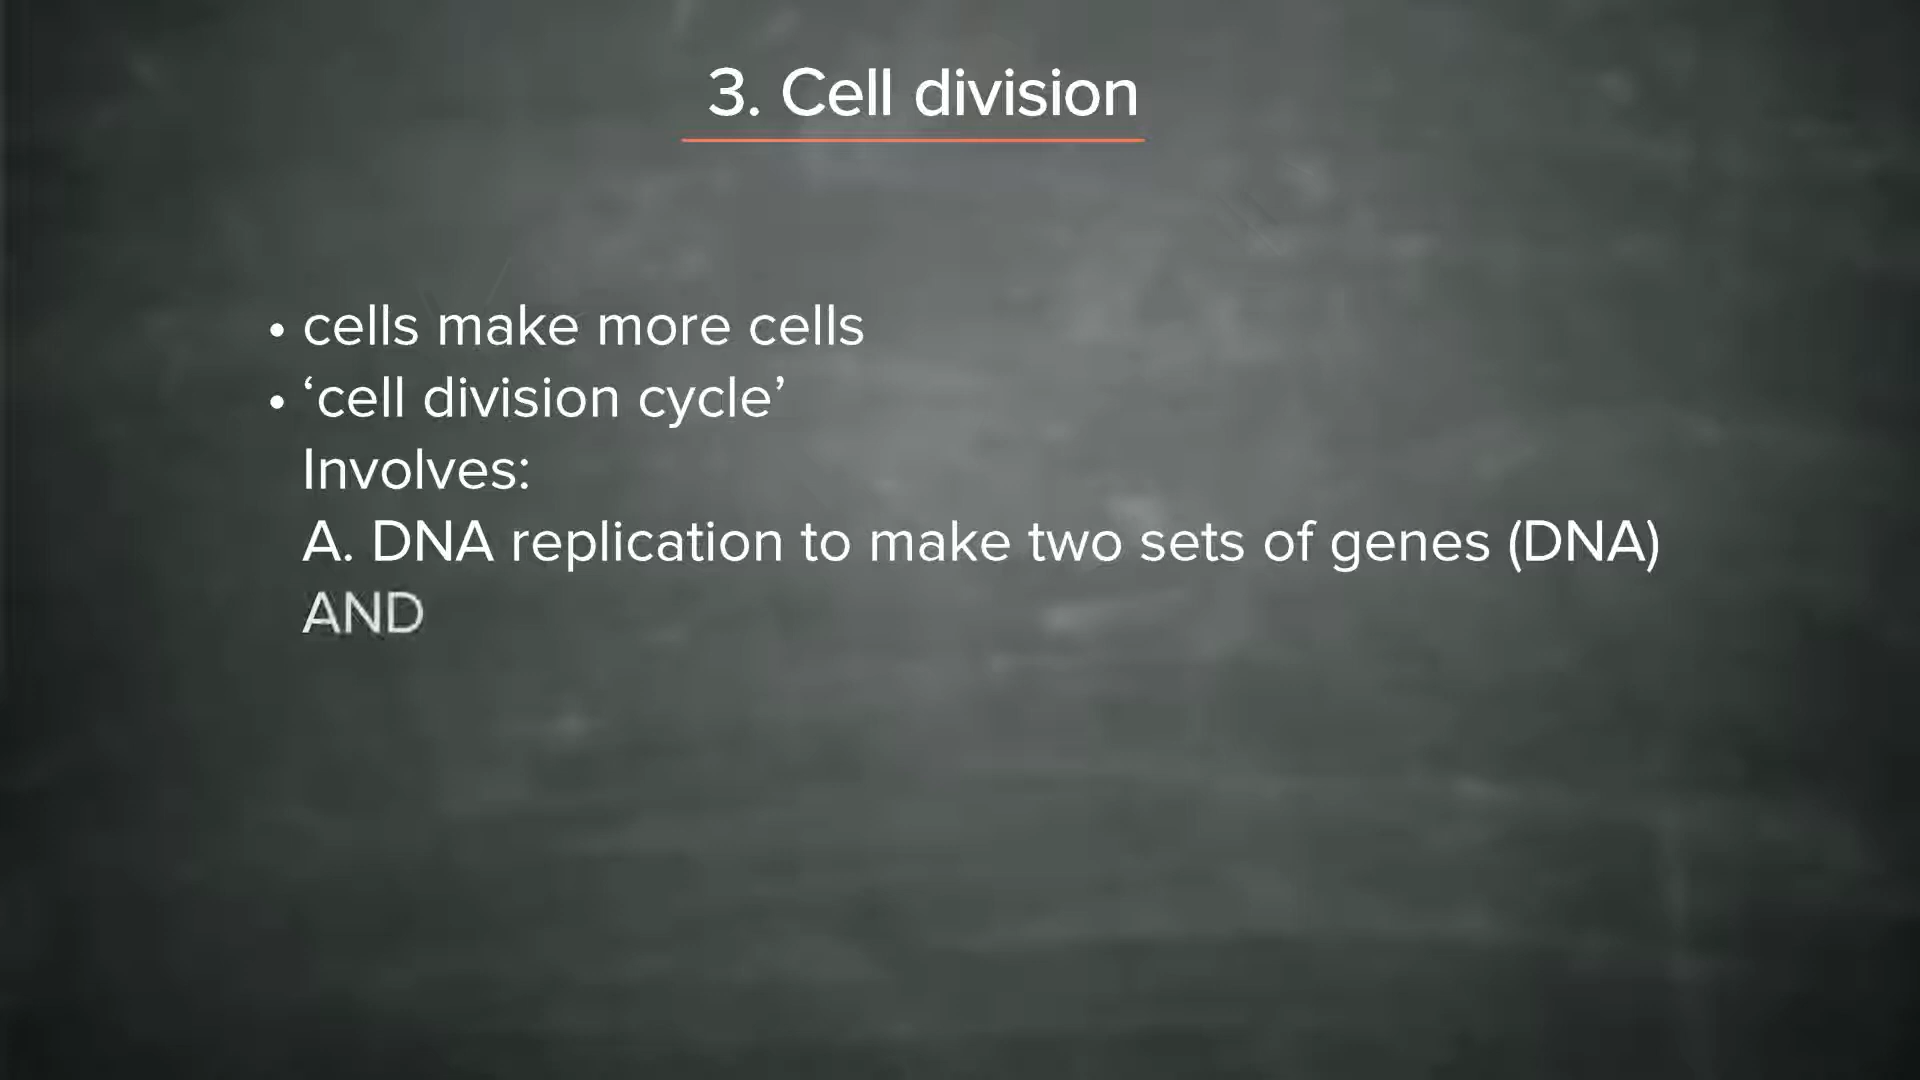 3. Cell division
• cells make more cells
• ‘cell division cycle’
Involves:
A. DNA replication to make two sets of genes (DNA)
AND